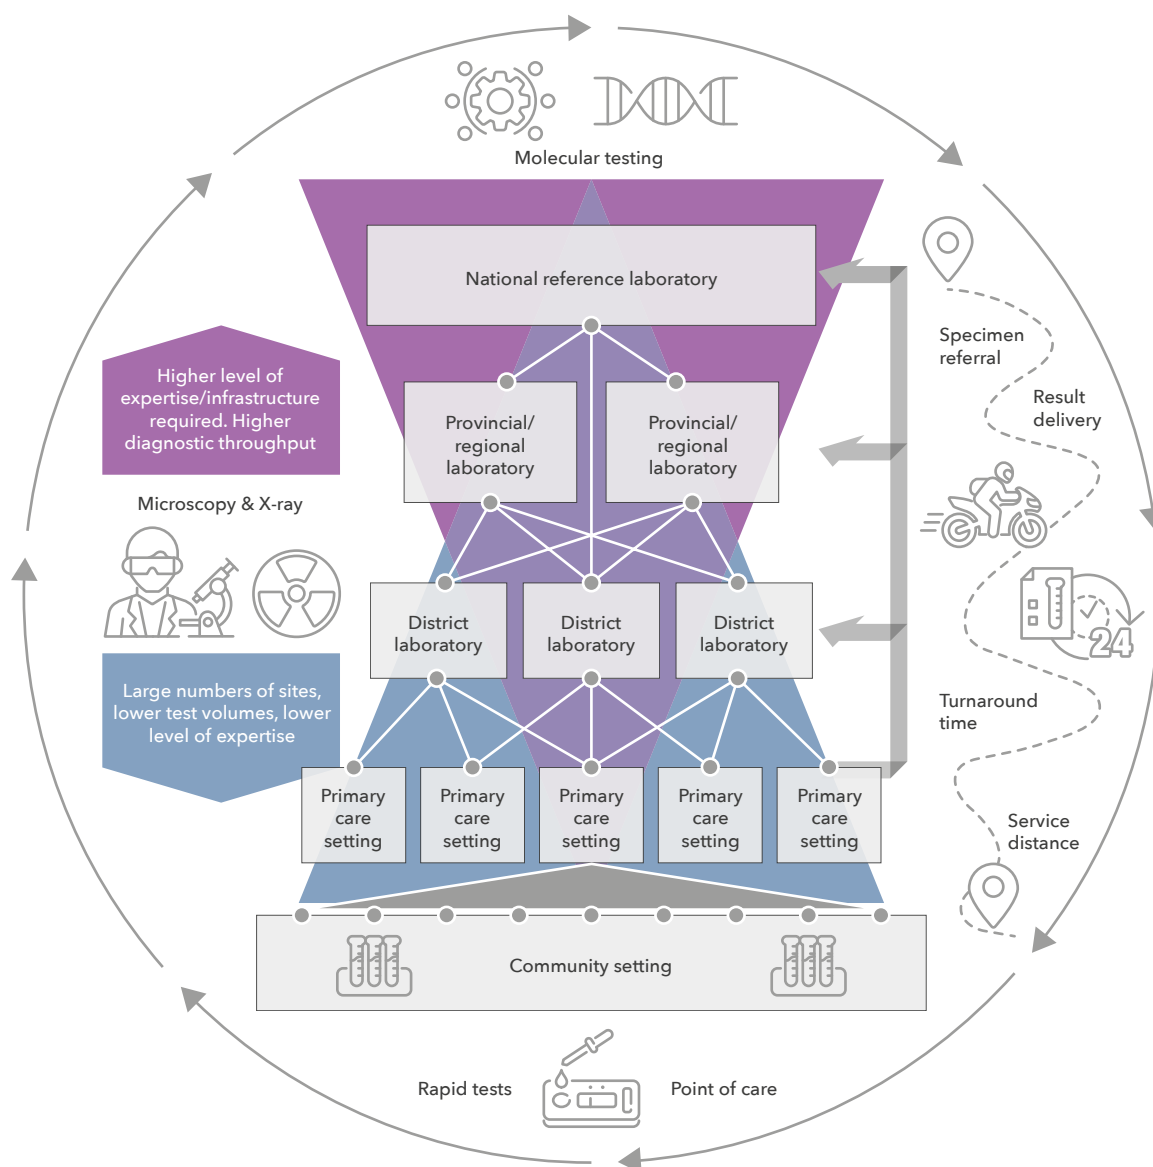 Molecular testing
National reference laboratory
Specimen
referral
Higher level of
expertise/infrastructure
required. Higher
diagnostic throughput
Provincial/
regional
laboratory
Provincial/
regional
laboratory
Result
delivery
Microscopy & X-ray
District
laboratory
District
laboratory
District
laboratory
24
Large numbers of sites,
lower test volumes, lower
level of expertise
Turnaround
time
Primary
care
setting
Primary
care
setting
Primary
care
setting
Primary
care
setting
Primary
care
setting
Service
distance
Community setting
Rapid tests
Point of care